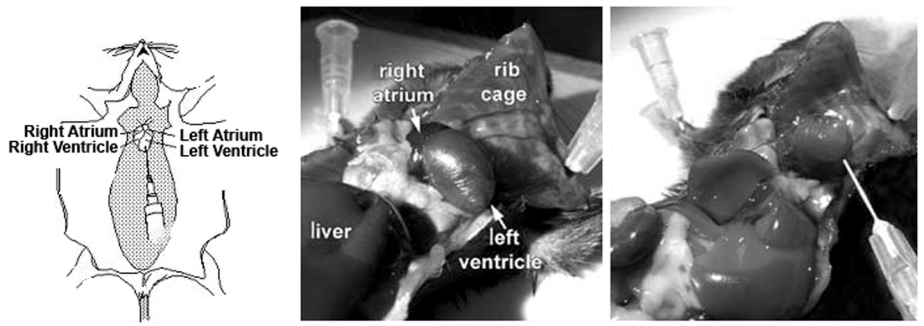 Right Atrium
Right Ventricle
Left Atrium
Left Ventricle
right
atrium
rib
cage
liver
left
ventricle